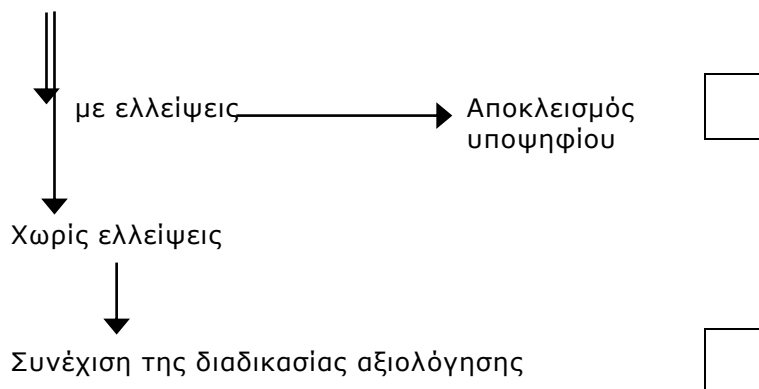 με ελλείψεις
Αποκλεισμός
υποψηφίου
Χωρίς ελλείψεις
Συνέχιση της διαδικασίας αξιολόγησης